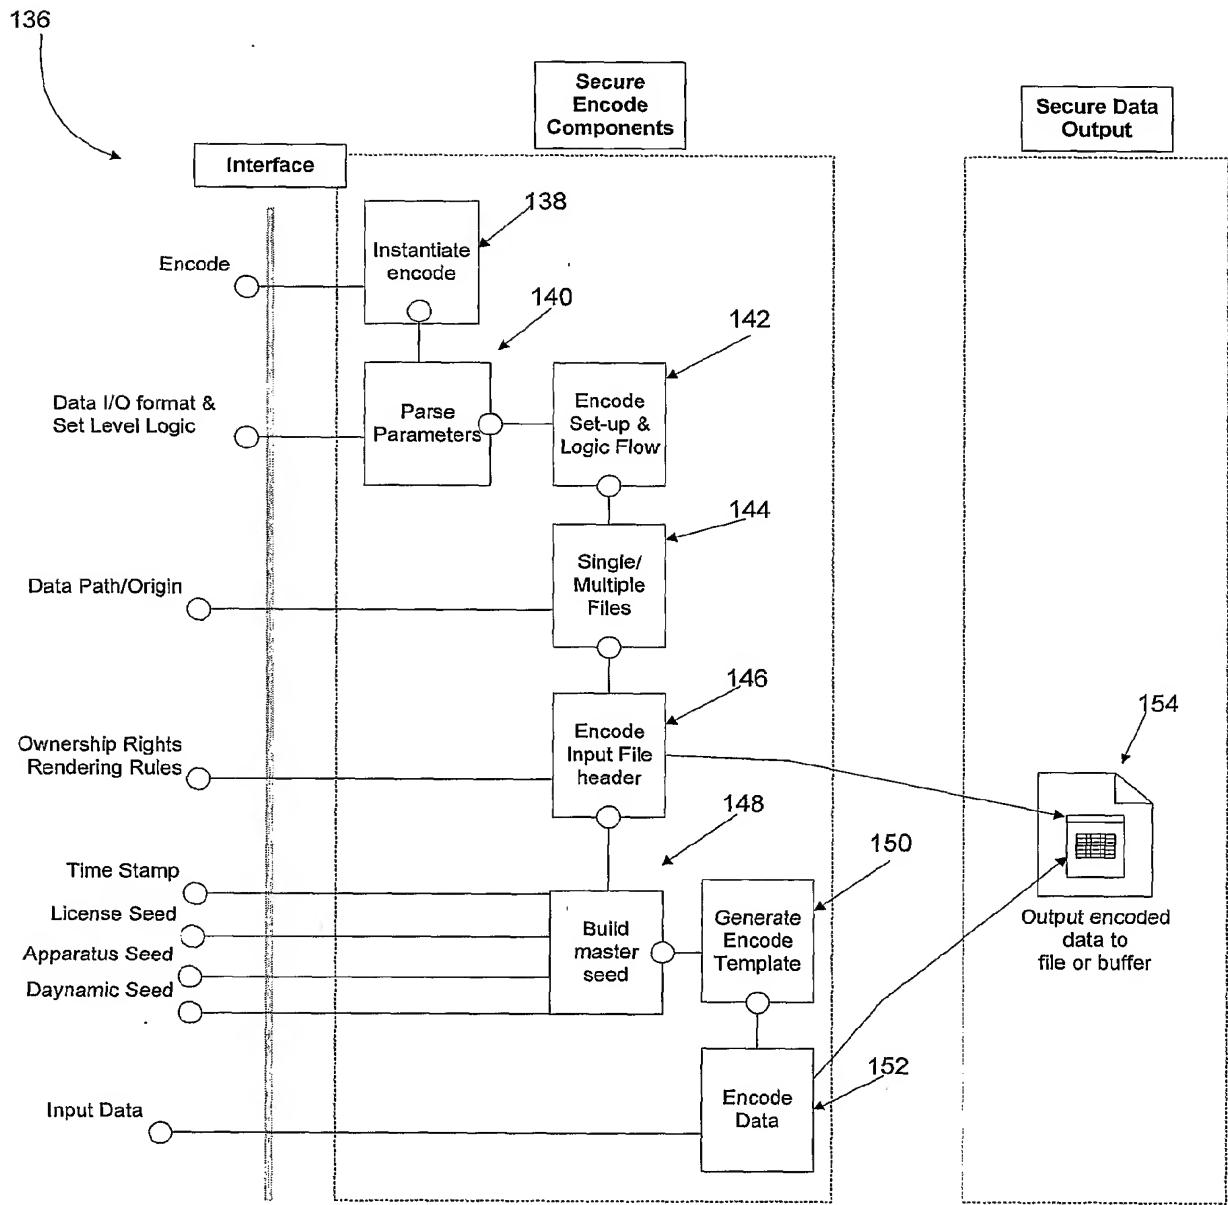 136
Secure
Encode
Components
Secure Data
Output
Interface
138
Instantiate
encode
Encode
140
142
Data I/O format &
Set Level Logic
Parse
Parameters
Encode
Set-up &
Logic Flow
144
Single/
Multiple
Files
Data Path/Origin
146
Encode
Input File
header
Ownership Rights
Rendering Rules
154
148
150
Time Stamp
License Seed
Apparatus Seed
Daynamic Seed
Build
master
seed
Generate
Encode
Template
Output encoded
data to
file or buffer
152
Encode
Data
Input Data